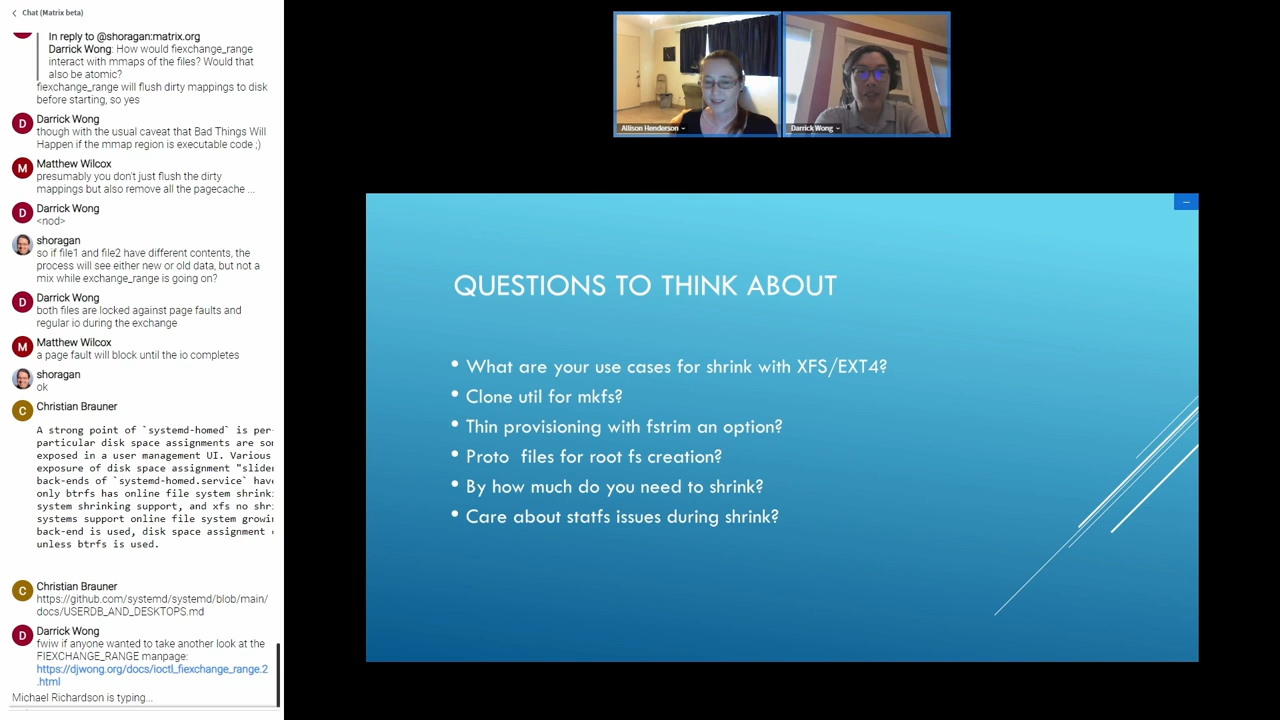 Chat (Matrix beta)
In reply to @shoragan:matrix.org
Darrick Wong: How would fiexchange_range
interact with mmaps of the files? Would that
also be atomic?
fiexchange_range will flush dirty mappings to disk
before starting, so yes
D
Darrick Wong
though with the usual caveat that Bad Things Will
Happen if the mmap region is executable code ;)
M
Matthew Wilcox
presumably you don't just flush the dirty
mappings but also remove all the pagecache ...
D
Darrick Wong
<nod>
shoragan
so if file1 and file2 have different contents, the
process will see either new or old data, but not a
mix while exchange_range is going on?
D
Darrick Wong
both files are locked against page faults and
regular io during the exchange
M
Matthew Wilcox
a page fault will block until the io completes
shoragan
ok
C
Christian Brauner
A strong point of `systemd-homed` is per-
particular disk space assignments are so
exposed in a user management UI. Various
exposure of disk space assignment "slide
back-ends of `systemd-homed.service` have
only btrfs has online file system shrink
system shrinking support, and xfs no shr
systems support online file system growi
back-end is used, disk space assignment
unless btrfs is used.
C
Christian Brauner
https://github.com/systemd/systemd/blob/main/
docs/USERDB_AND_DESKTOPS.md
D
Darrick Wong
fwiw if anyone wanted to take another look at the
FIEXCHANGE_RANGE manpage:
https://djwong.org/docs/ioctl_fiexchange_range.2
.html
Michael Richardson is typing...
Allison Henderson
Darrick Wong
QUESTIONS TO THINK ABOUT
• What are your use cases for shrink with XFS/EXT4?
• Clone util for mkfs?
• Thin provisioning with fstrim an option?
• Proto files for root fs creation?
• By how much do you need to shrink?
• Care about statfs issues during shrink?